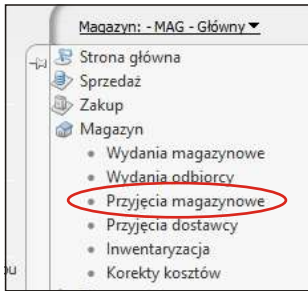 Magazyn: - MAG - Główny
Strona główna
Sprzedaż
Zakup
Magazyn
Wydania magazynowe
Wydania odbiorcy
Przyjęcia magazynowe
Przyjęcia dostawcy
Inwentaryzacja
Korekty kosztów